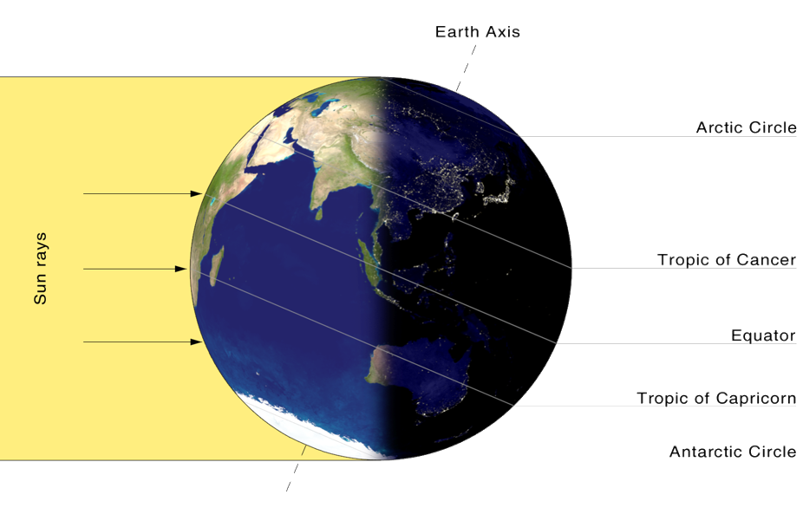 Earth Axis
Arctic Circle
Tropic of Cancer
Sun rays
Equator
Tropic of Capricorn
Antarctic Circle